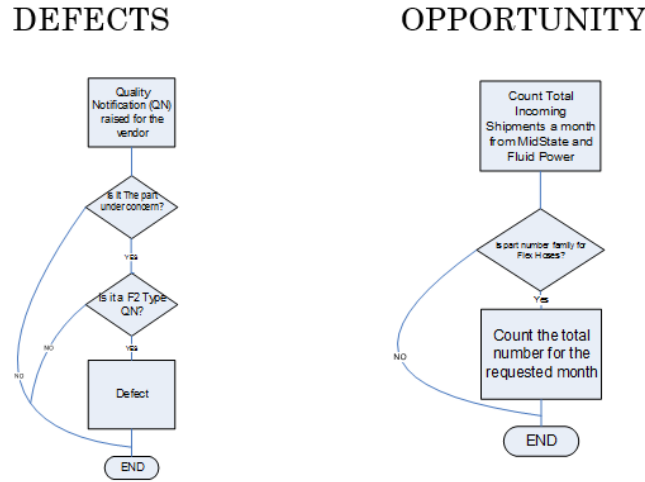 DEFECTS
Quality
Notification (QN)
raised for the
vendor
Is It The part
under concern?
YES
Is it a F2 Type
QN?
NO
YES
NO
Defect
END
OPPORTUNITY
Count Total
Incoming
Shipments a month
from MidState and
Fluid Power
Is part number family for
Flex Hoses?
Yes
NO
Count the total
number for the
requested month
END